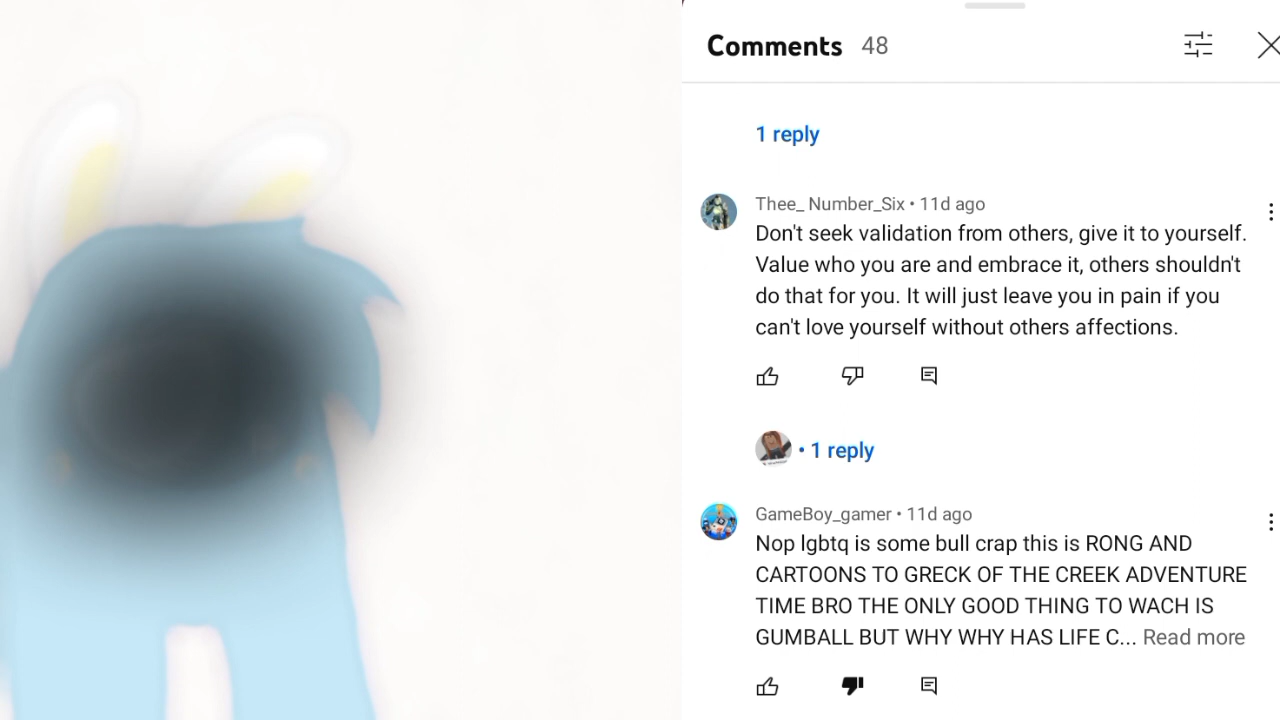 Comments 48
1 reply
Thee_ Number_Six • 11d ago
Don't seek validation from others, give it to yourself.
Value who you are and embrace it, others shouldn't
do that for you. It will just leave you in pain if you
can't love yourself without others affections.
• 1 reply
GameBoy_gamer • 11d ago
Nop lgbtq is some bull crap this is RONG AND
CARTOONS TO GRECK OF THE CREEK ADVENTURE
TIME BRO THE ONLY GOOD THING TO WACH IS
GUMBALL BUT WHY WHY HAS LIFE C... Read more